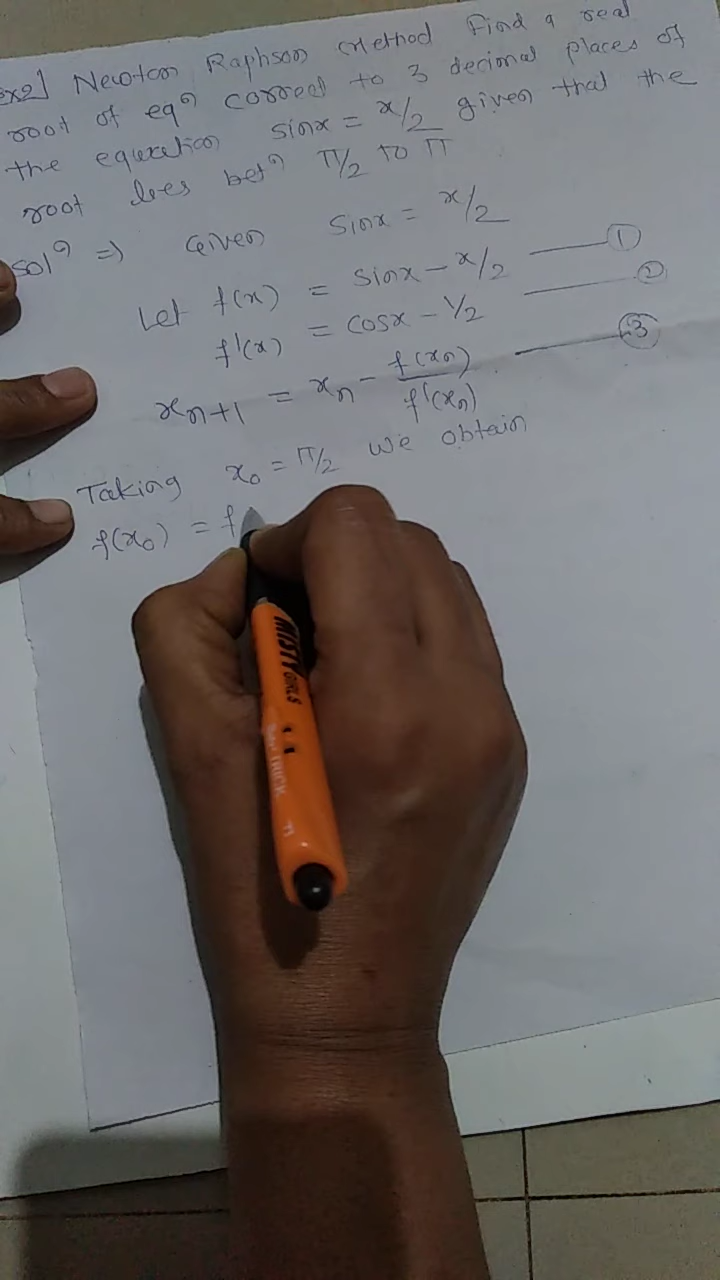 Ex2] Newton Raphson Method Find a real
root of eqn correct to 3 decimal places of
the equation sinx = x/2 given that the
root lies betn π/2 to π
soln ⇒ Given sinx = x/2
Let f(x) = sinx - x/2 ① 
f'(x) = cosx - 1/2 ②
xn+1 = xn - f(xn)/f'(xn) ③
Taking x0 = π/2 we obtain
f(x0) = f
GIRLS